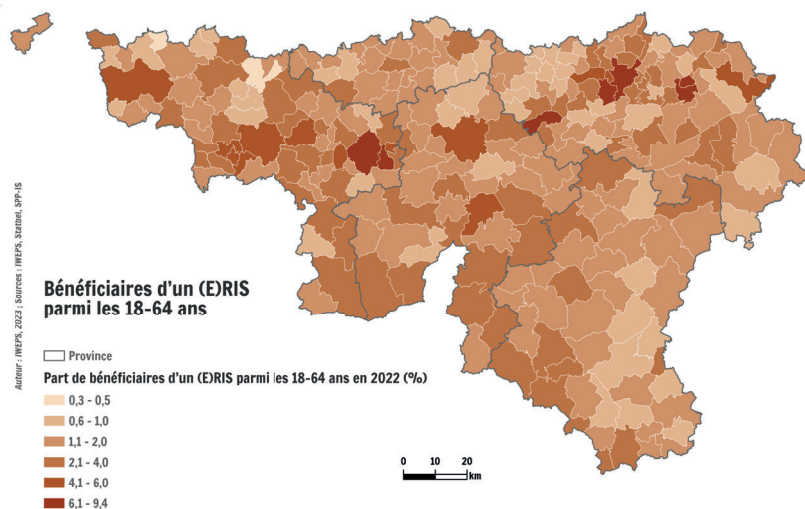 Bénéficiaires d'un (E)RIS
parmi les 18-64 ans
Province
Part de bénéficiaires d'un (E)RIS parmi les 18-64 ans en 2022 (%)
0,3 - 0,5
0,6 - 1,0
1,1 - 2,0
2,1 - 4,0
4,1 - 6,0
6,1 - 9,4
0 10 20
km
Auteur : IWEPS, 2023 ; Sources : IWEPS, Statbel, SPP-IS